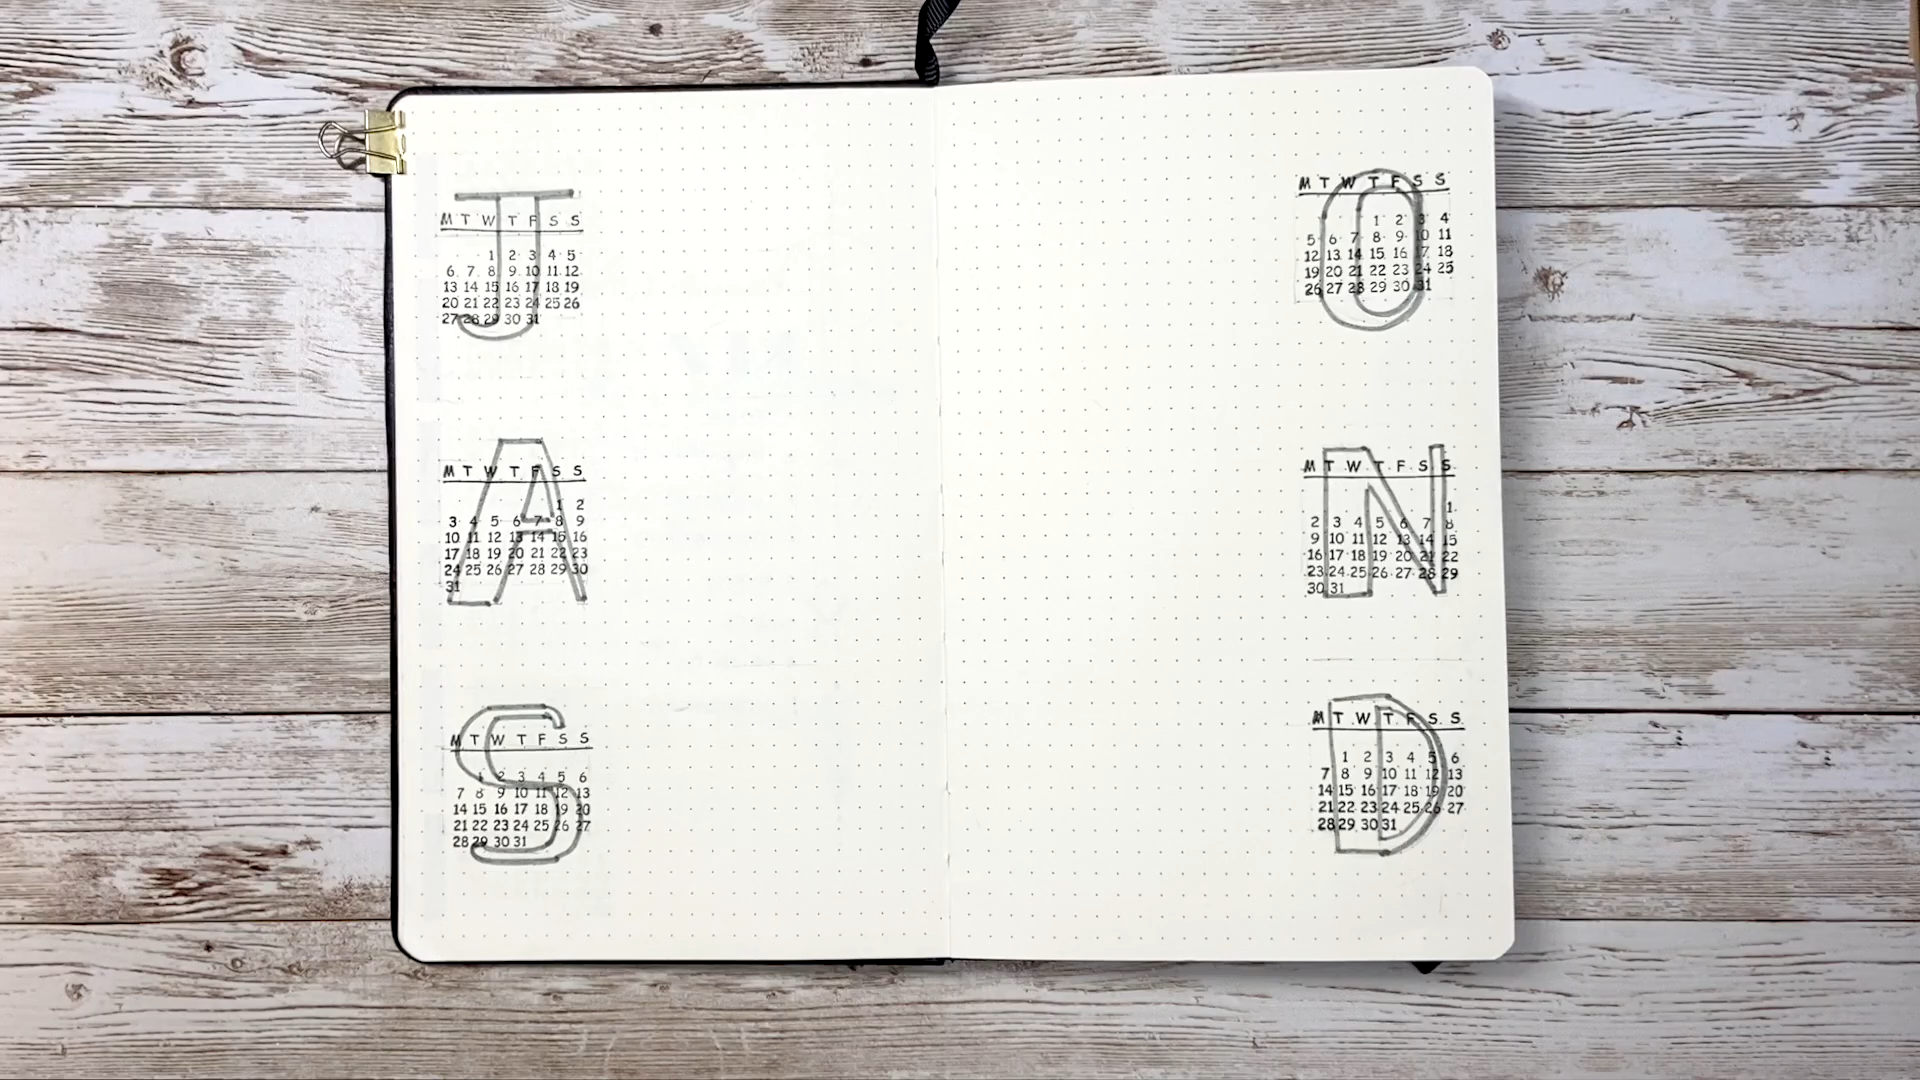 J
M T W T F S S
1 2 3 4 5
6 7 8 9 10 11 12
13 14 15 16 17 18 19
20 21 22 23 24 25 26
27 28 29 30 31
A
M T W T F S S
1 2
3 4 5 6 7 8 9
10 11 12 13 14 15 16
17 18 19 20 21 22 23
24 25 26 27 28 29 30
31
S
M T W T F S S
1 2 3 4 5 6
7 8 9 10 11 12 13
14 15 16 17 18 19 20
21 22 23 24 25 26 27
28 29 30 31
O
M T W T F S S
1 2 3 4
5 6 7 8 9 10 11
12 13 14 15 16 17 18
19 20 21 22 23 24 25
26 27 28 29 30 31
N
M T W T F S S
1
2 3 4 5 6 7 8
9 10 11 12 13 14 15
16 17 18 19 20 21 22
23 24 25 26 27 28 29
30 31
D
M T W T F S S
1 2 3 4 5 6
7 8 9 10 11 12 13
14 15 16 17 18 19 20
21 22 23 24 25 26 27
28 29 30 31